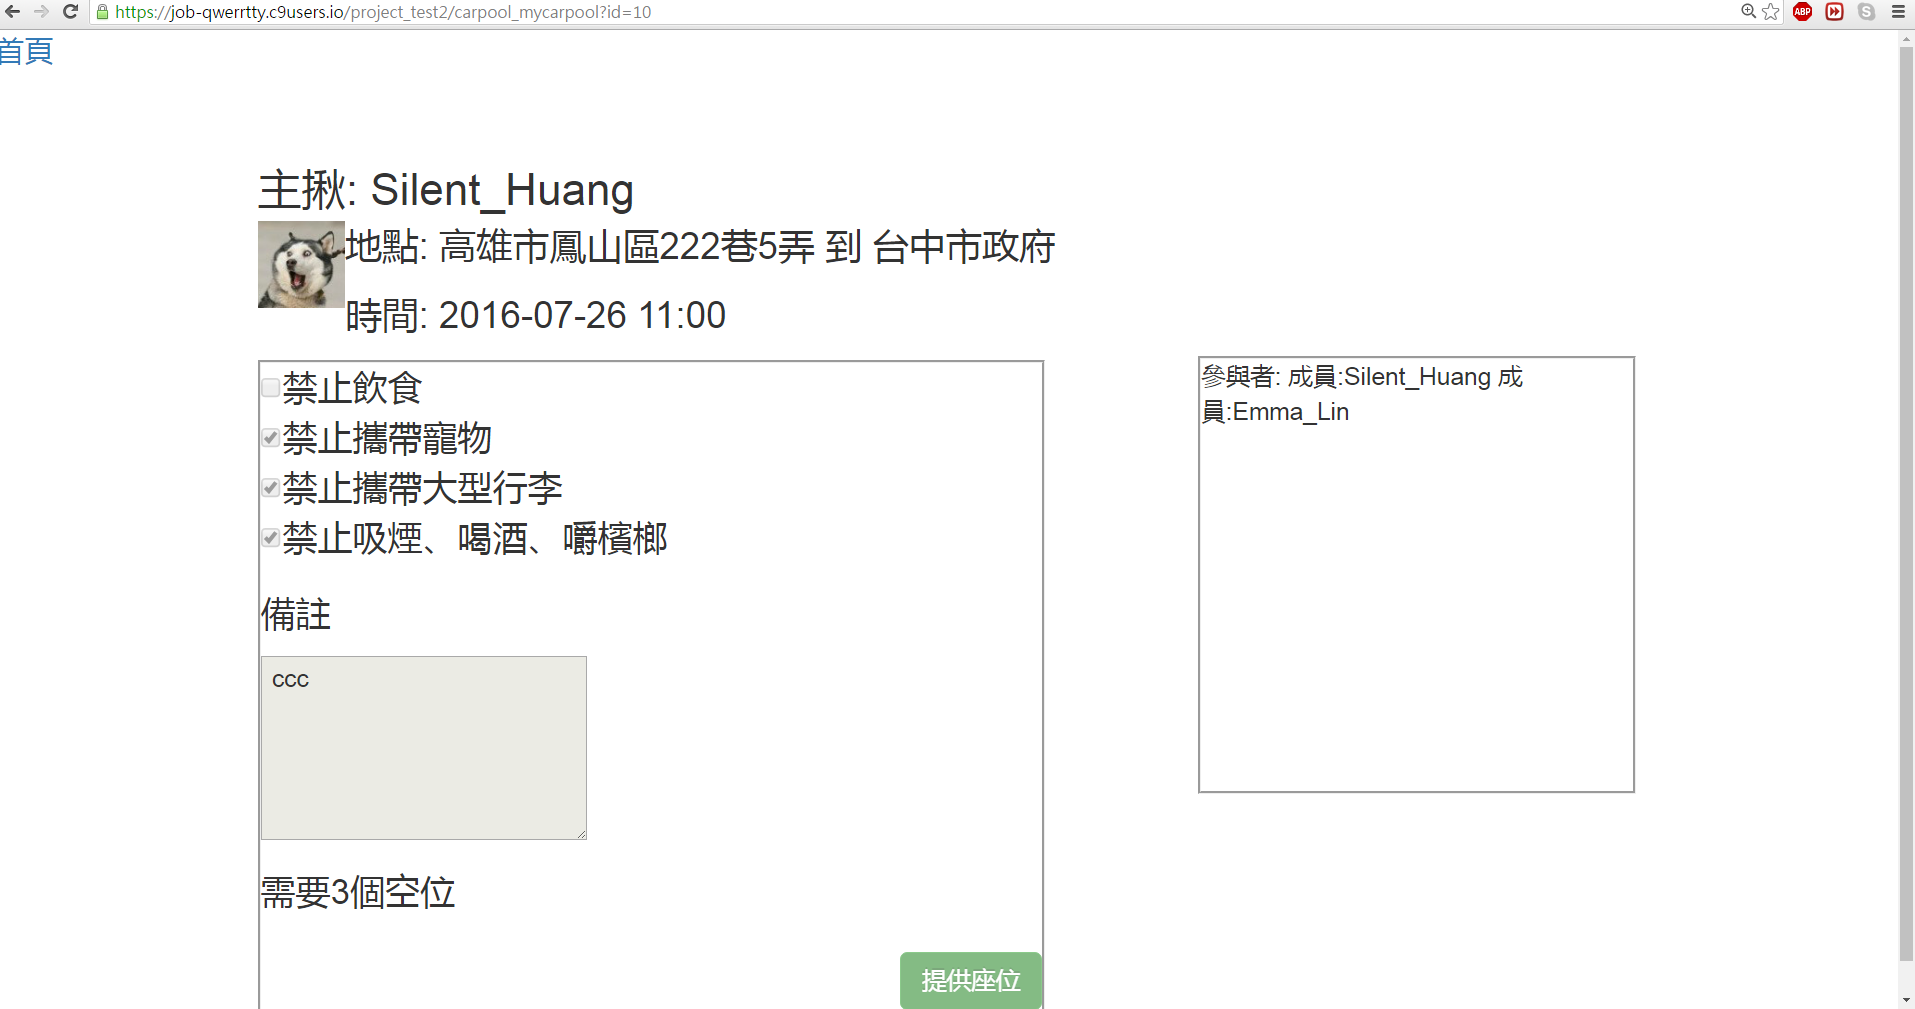 https://job-qwerrtty.c9users.io/project_test2/carpool_mycarpool?id=10
ABP
首頁
主揪: Silent_Huang
地點: 高雄市鳳山區222巷5弄 到 台中市政府
時間: 2016-07-26 11:00
禁止飲食
禁止攜帶寵物
禁止攜帶大型行李
禁止吸煙、喝酒、嚼檳榔
備註
ccc
需要3個空位
提供座位
參與者: 成員:Silent_Huang 成
員:Emma_Lin